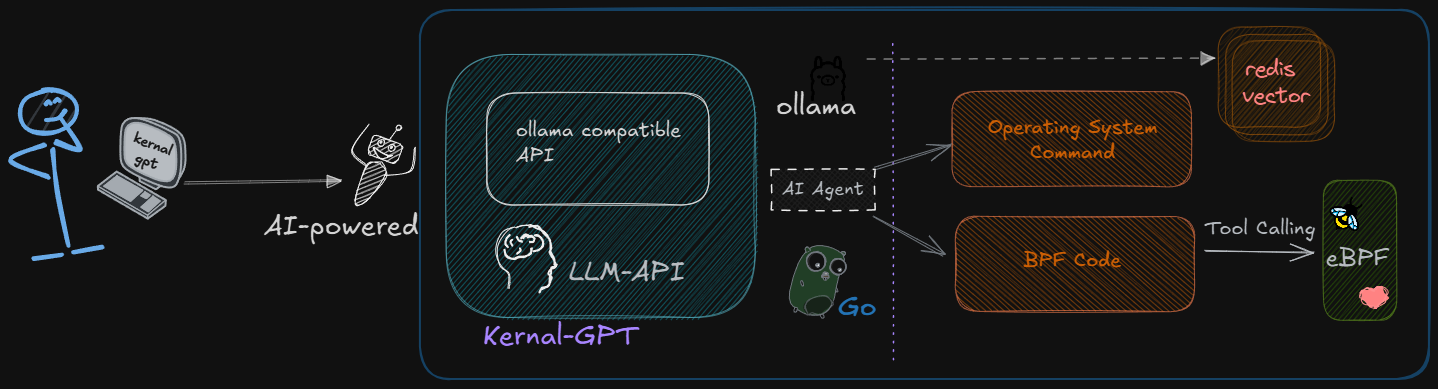 kernal
gpt
AI-powered
ollama compatible
API
LLM-API
Kernal-GPT
ollama
AI Agent
Go
Operating System
Command
BPF Code
redis
vector
Tool Calling
eBPF